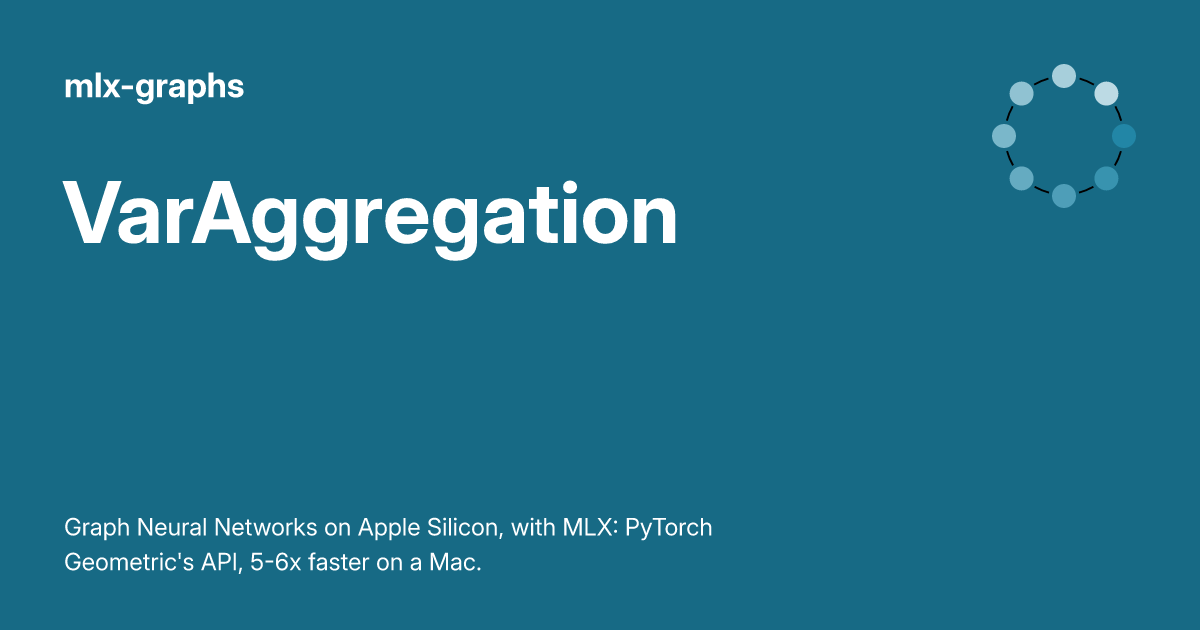 mlx-graphs
VarAggregation
Graph Neural Networks on Apple Silicon, with MLX: PyTorch
Geometric's API, 5-6x faster on a Mac.